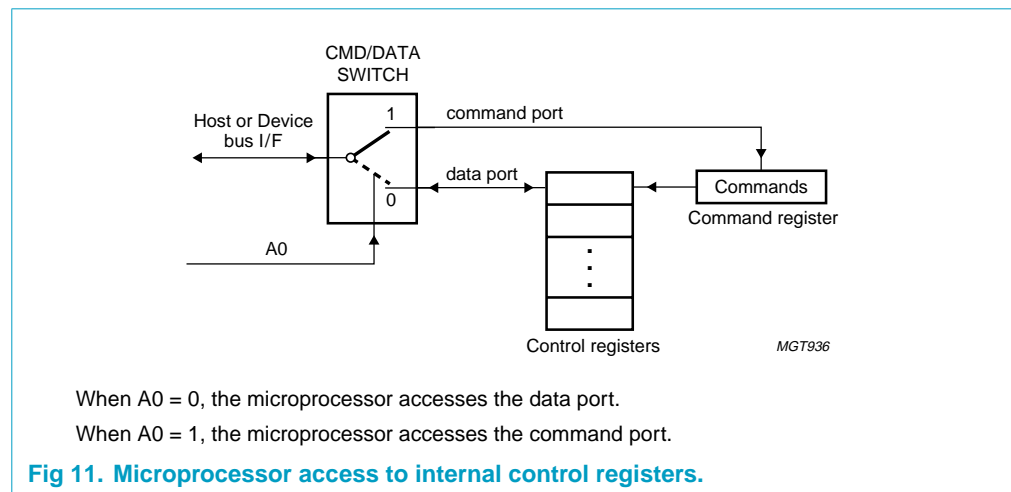 CMD/DATA
SWITCH
1
command port
Host or Device
bus I/F
data port
Commands
0
Command register
A0
Control registers
MGT936
When A0 = 0, the microprocessor accesses the data port.
When A0 = 1, the microprocessor accesses the command port.
Fig 11. Microprocessor access to internal control registers.